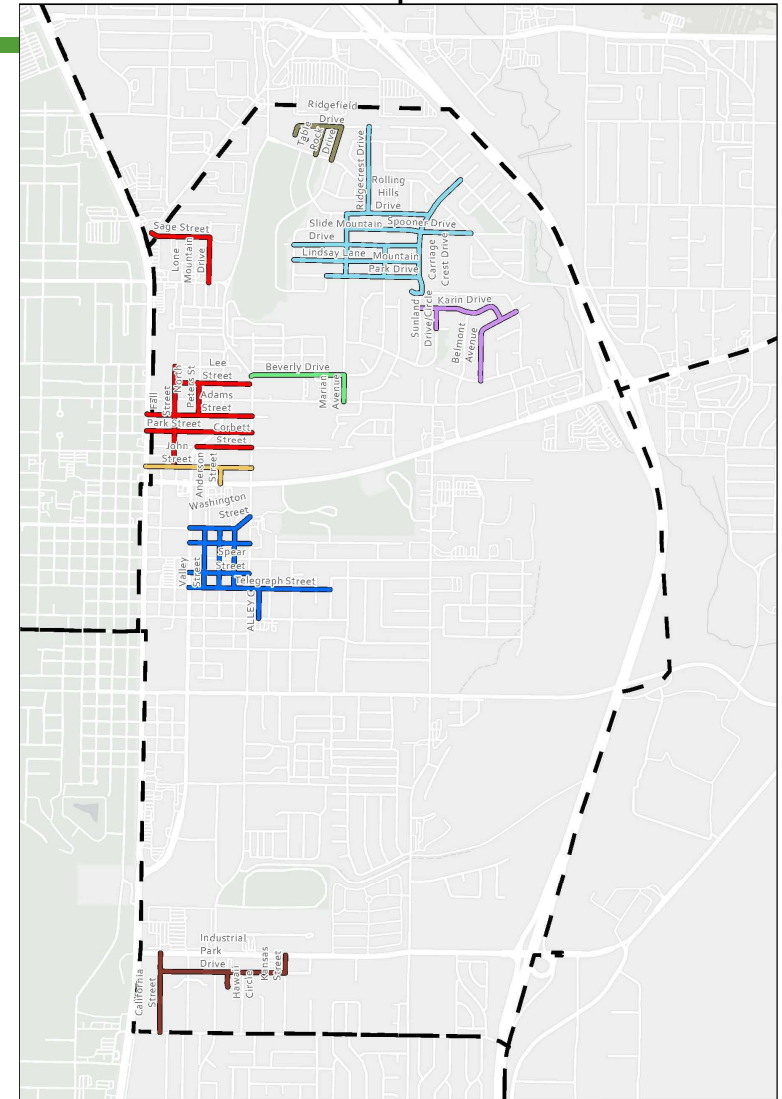 Ridgefield
Drive
Table
Rock
Drive
Ridgecrest Drive
Rolling
Hills
Drive
Slide Mountain
Drive
Spooner Drive
Lindsay Lane
Mountain
Park Drive
Carriage
Crest Drive
Sage Street
Lone
Mountain
Drive
Sunland
Drive/Circle
Karin Drive
Belmont
Avenue
Lee
Street
North
Peters St
Beverly Drive
Marian
Avenue
Adams
Street
Fall
Street
Park Street
Corbett
Street
John
Street
Anderson
Street
Washington
Street
Spear
Street
Valley
Street
Telegraph Street
ALLEY C
Industrial
Park
Drive
Hawaii
Circle
Kansas
Street
California
Street